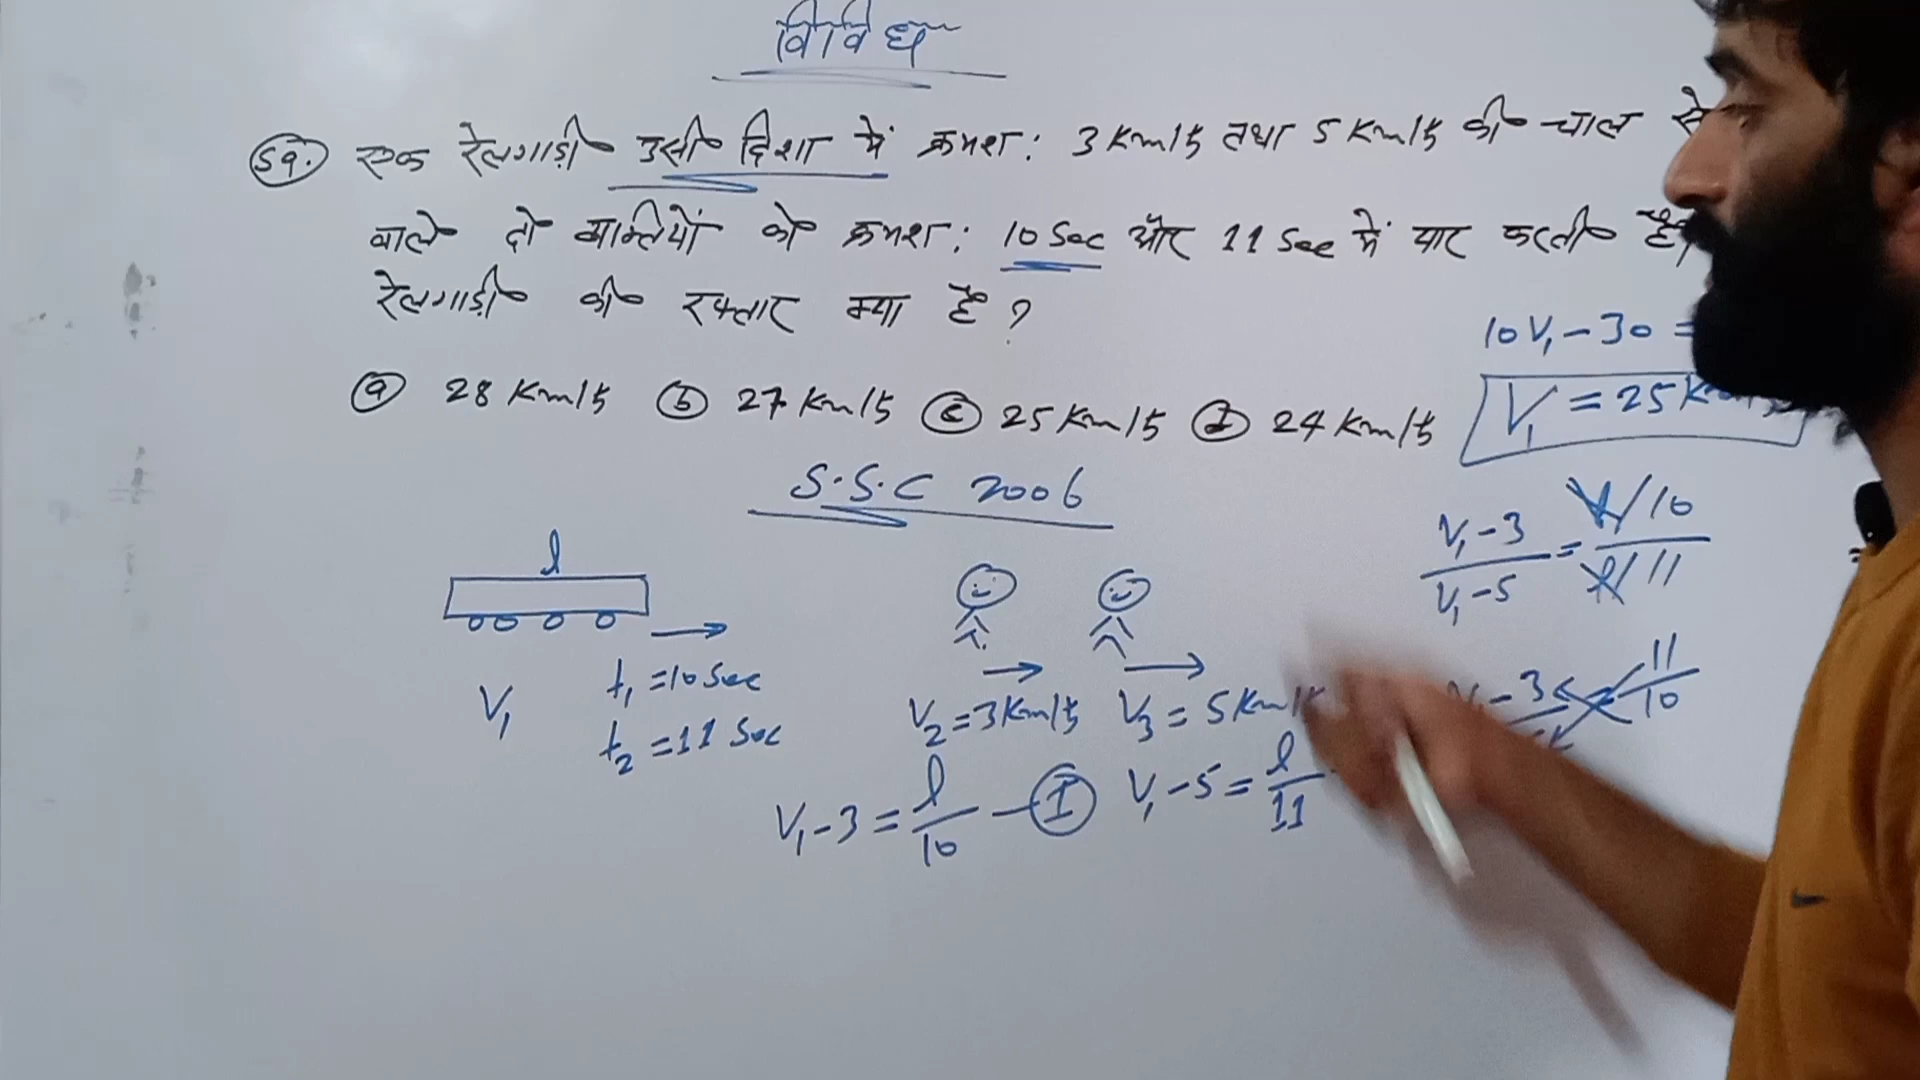 विविध
59. एक रेलगाड़ी उसी दिशा में क्रमश: 3 Km/h तथा 5 Km/h की चाल से
वाले दो व्यक्तियों को क्रमश: 10 Sec और 11 Sec में पार करती है,
रेलगाड़ी की रफ्तार क्या है ?
(a) 28 Km/h (b) 27 Km/h (c) 25 Km/h (d) 24 Km/h
S.S.C 2006
l
V₁
t₁ = 10 Sec
t₂ = 11 Sec
V₂ = 3 Km/h V₃ = 5 Km/h
V₁ - 3 = l/10 — (I) V₁ - 5 = l/11
10V₁ - 30 =
V₁ = 25 K
(V₁ - 3)/(V₁ - 5) = (l/10)/(l/11)
- 3 11/10